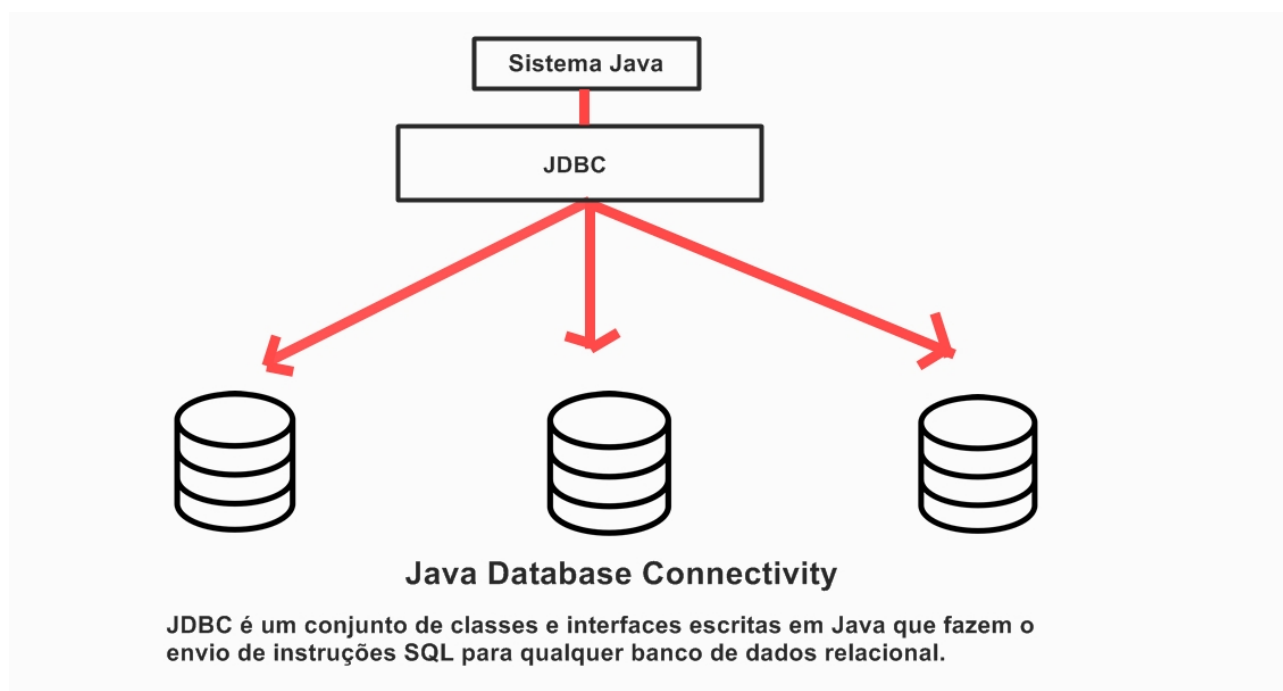 Sistema Java
JDBC
Java Database Connectivity
JDBC é um conjunto de classes e interfaces escritas em Java que fazem o
envio de instruções SQL para qualquer banco de dados relacional.